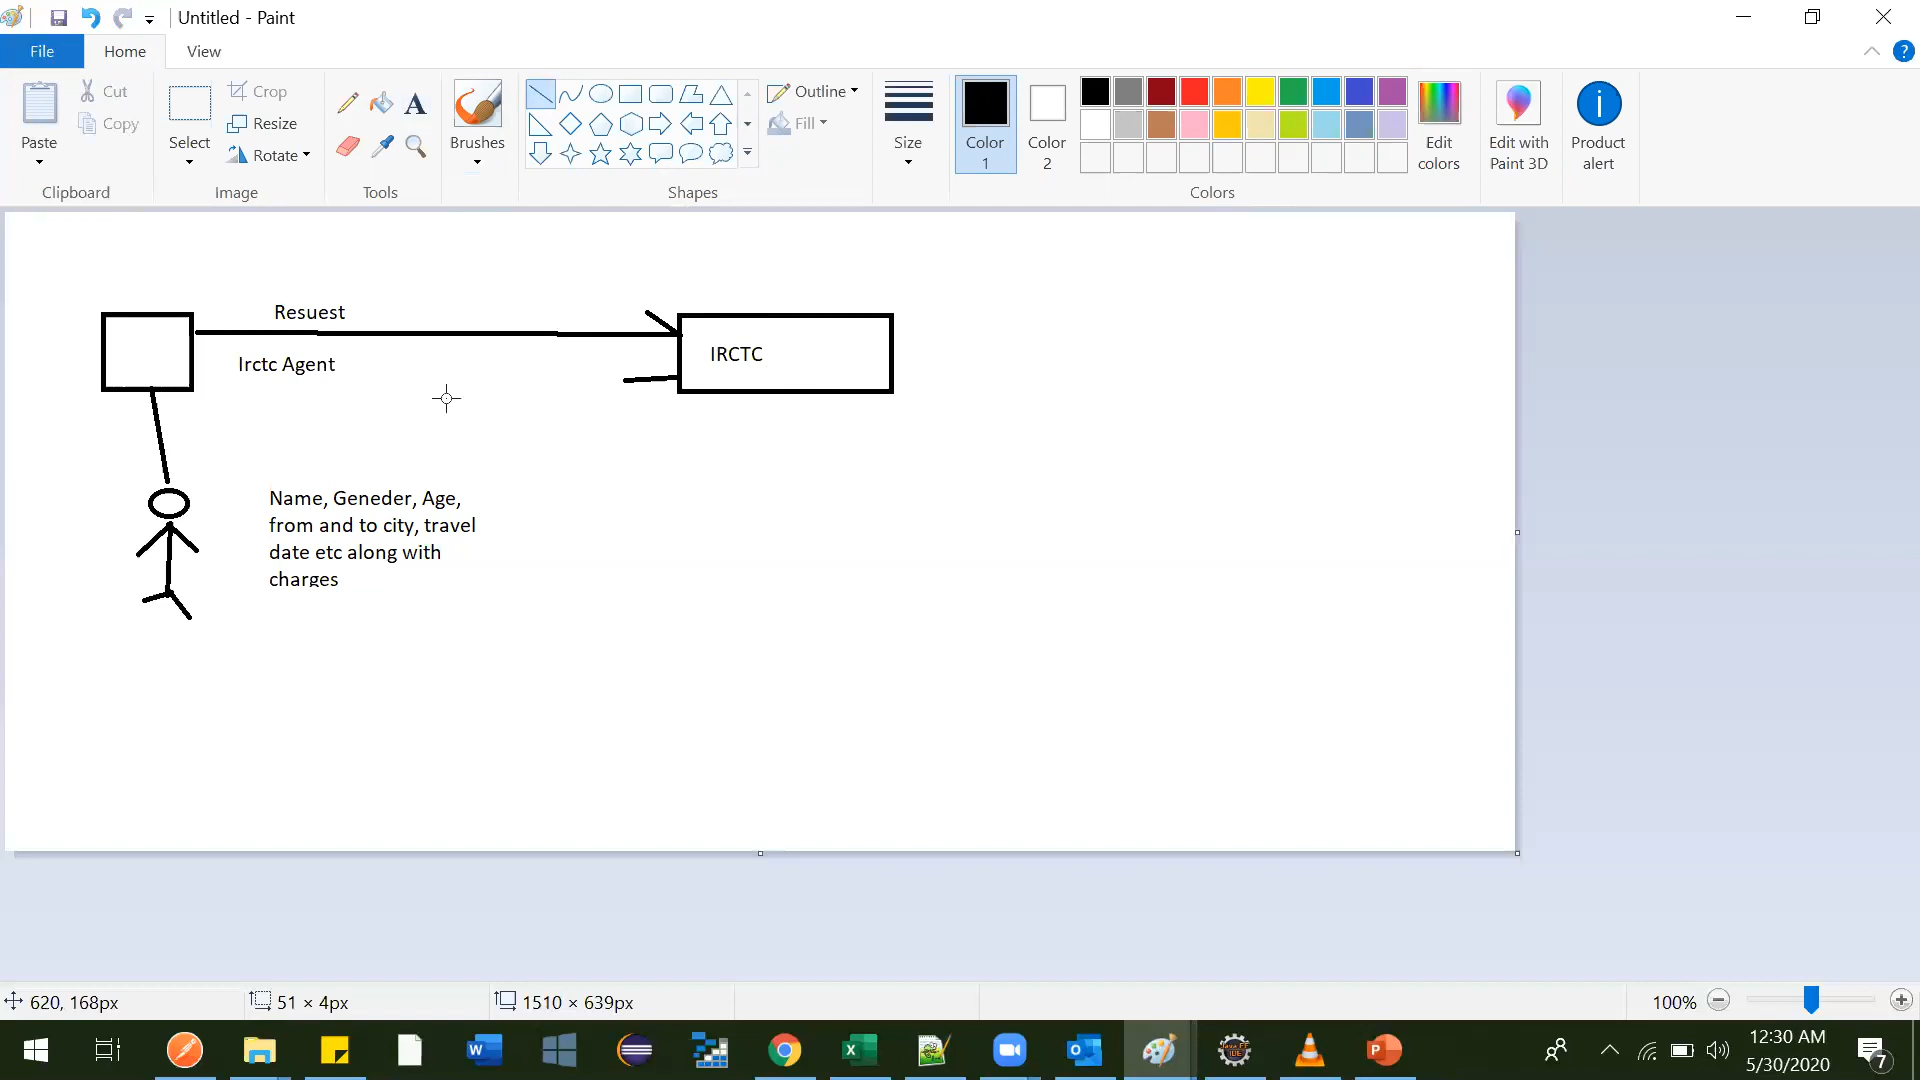 Untitled - Paint
File
Home
View
Paste
Cut
Copy
Clipboard
Select
Crop
Resize
Rotate
Image
A
Tools
Brushes
Outline
Fill
Shapes
Size
Color
1
Color
2
Edit
colors
Colors
Edit with
Paint 3D
Product
alert
Resuest
Irctc Agent
IRCTC
Name, Geneder, Age,
from and to city, travel
date etc along with
charges
620, 168px
51 × 4px
1510 × 639px
100%
12:30 AM
5/30/2020
7